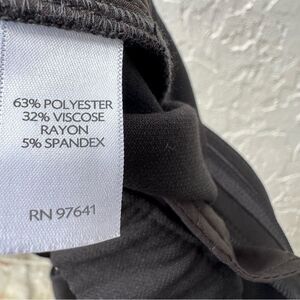 63% POLYESTER
32% VISCOSE
RAYON
5% SPANDEX
RN 97641